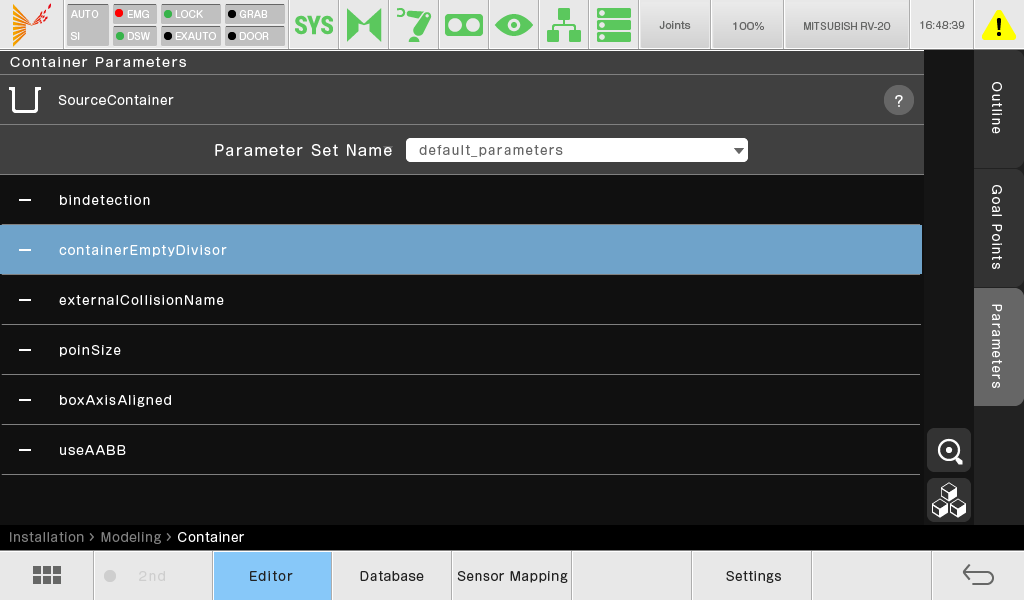 AUTO EMG LOCK GRAB
SI DSW EXAUTO DOOR
SYS
Joints
100%
MITSUBISH RV-20
16:48:39
Container Parameters
SourceContainer
?
Parameter Set Name default_parameters
bindetection
containerEmptyDivisor
externalCollisionName
poinSize
boxAxisAligned
useAABB
Outline
Goal Points
Parameters
Installation > Modeling > Container
2nd
Editor
Database
Sensor Mapping
Settings